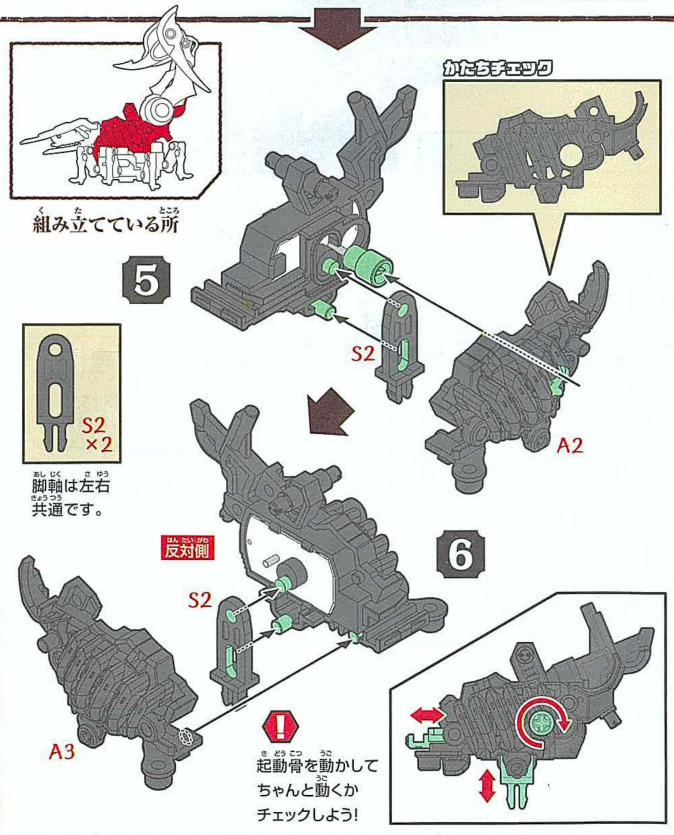 かたちチェック
組み立てている所
5
S2
S2
×2
A2
脚軸は左右
共通です。
反対側
6
S2
A3
!
起動骨を動かして
ちゃんと動くか
チェックしよう!